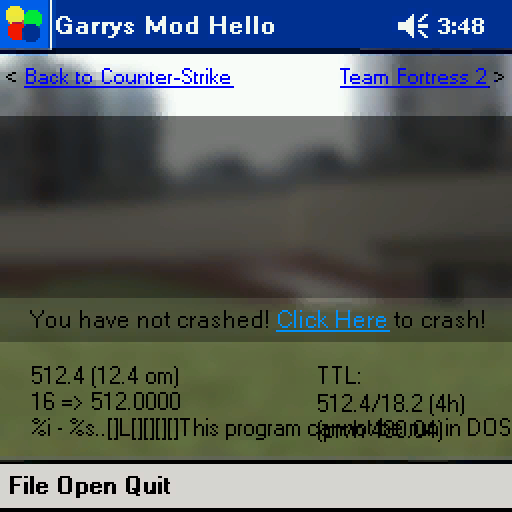 Garrys Mod Hello
3:48
< Back to Counter-Strike
Team Fortress 2 >
You have not crashed! Click Here to crash!
512.4 (12.4 om)
16 => 512.0000
%i - %s..[]L[][][][]This program in DOS
TTL:
512.4/18.2 (4h)
File Open Quit